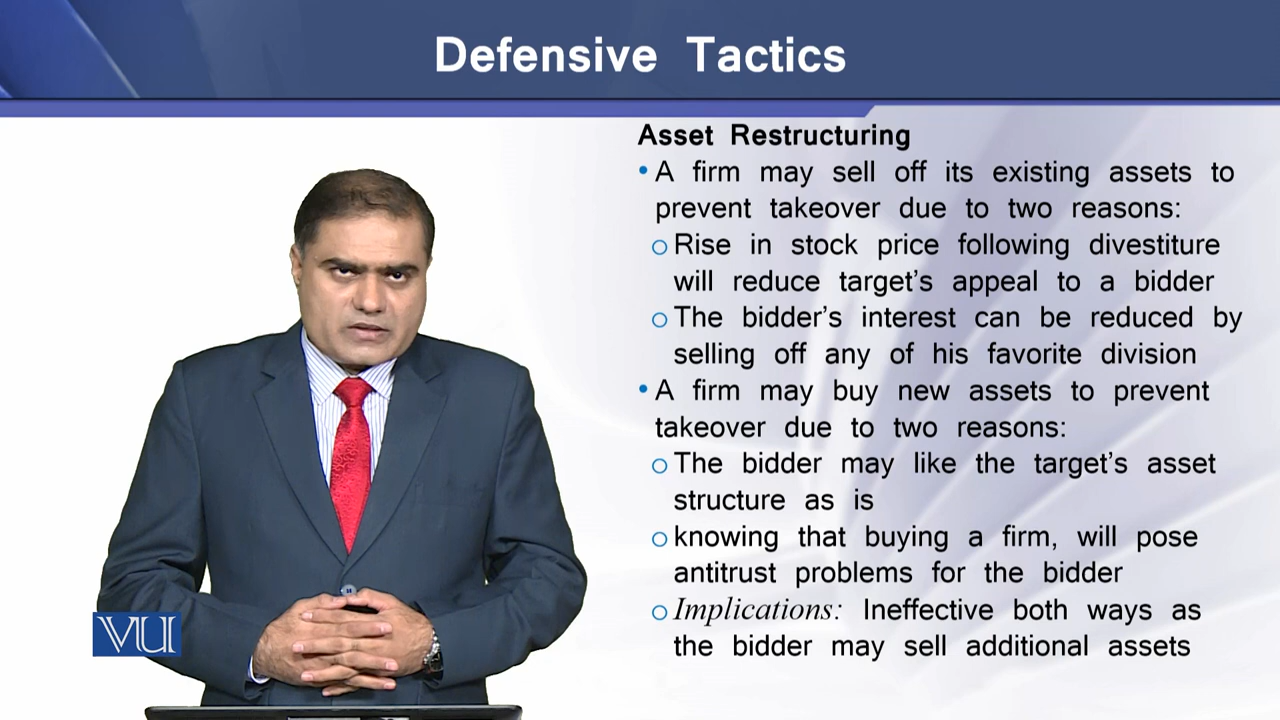 Defensive Tactics
Asset Restructuring
• A firm may sell off its existing assets to
prevent takeover due to two reasons:
o Rise in stock price following divestiture
will reduce target's appeal to a bidder
o The bidder's interest can be reduced by
selling off any of his favorite division
• A firm may buy new assets to prevent
takeover due to two reasons:
o The bidder may like the target's asset
structure as is
o knowing that buying a firm, will pose
antitrust problems for the bidder
o Implications: Ineffective both ways as
the bidder may sell additional assets
VU